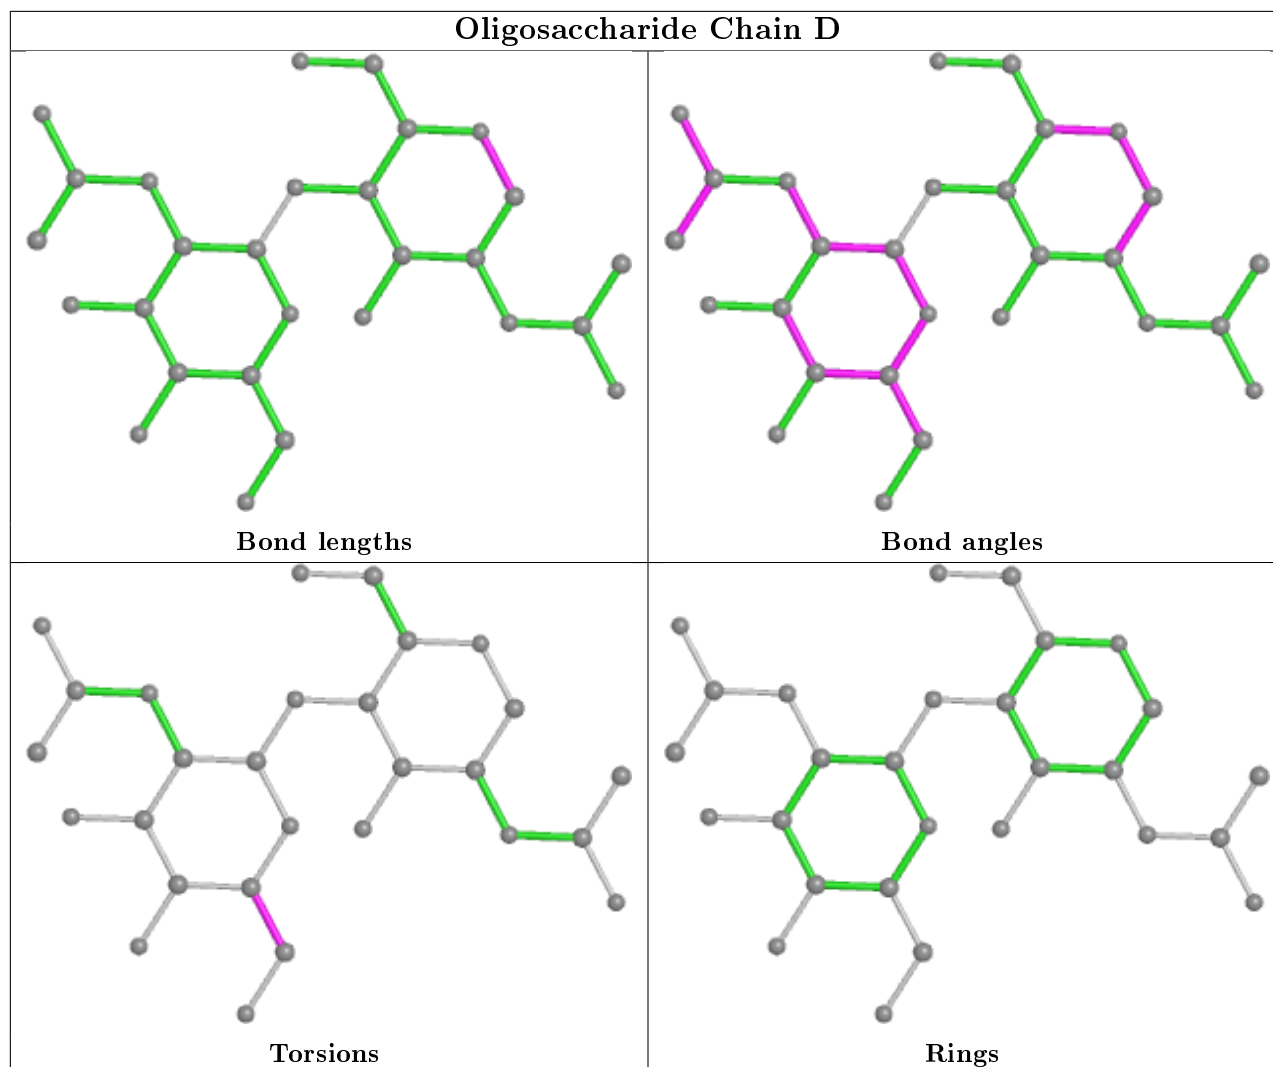 Oligosaccharide Chain D
Bond lengths
Bond angles
Torsions
Rings